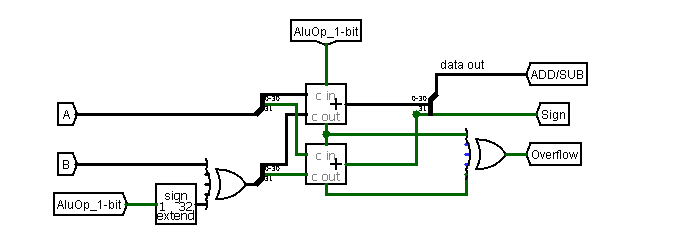 AluOp_1-bit
data out
ADD/SUB
0-30
0-30
c in
+
31
A
31
Sign
c out
c in
Overflow
+
B
0-30
c out
31
AluOp_1-bit
sign
1 32
extend